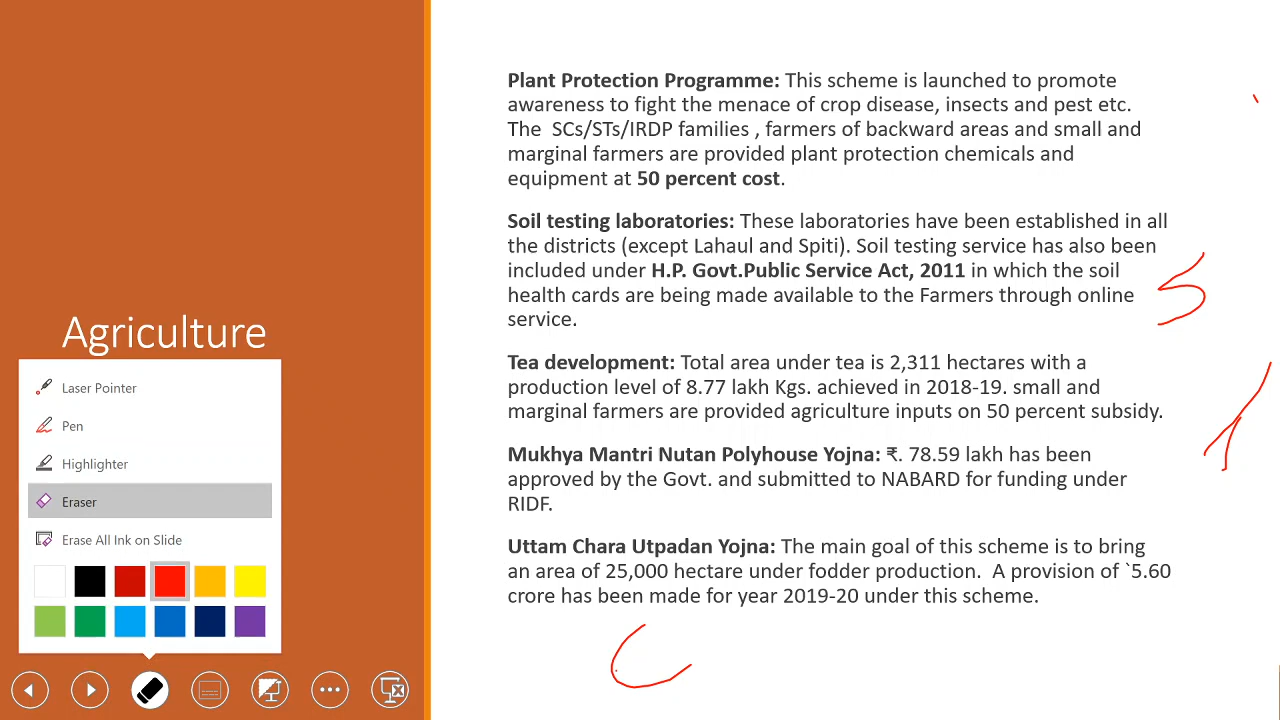 Agriculture
Laser Pointer
Pen
Highlighter
Eraser
Erase All Ink on Slide
Plant Protection Programme: This scheme is launched to promote
awareness to fight the menace of crop disease, insects and pest etc.
The  SCs/STs/IRDP families , farmers of backward areas and small and
marginal farmers are provided plant protection chemicals and
equipment at 50 percent cost.
Soil testing laboratories: These laboratories have been established in all
the districts (except Lahaul and Spiti). Soil testing service has also been
included under H.P. Govt.Public Service Act, 2011 in which the soil
health cards are being made available to the Farmers through online
service.
Tea development: Total area under tea is 2,311 hectares with a
production level of 8.77 lakh Kgs. achieved in 2018-19. small and
marginal farmers are provided agriculture inputs on 50 percent subsidy.
Mukhya Mantri Nutan Polyhouse Yojna: ₹. 78.59 lakh has been
approved by the Govt. and submitted to NABARD for funding under
RIDF.
Uttam Chara Utpadan Yojna: The main goal of this scheme is to bring
an area of 25,000 hectare under fodder production.  A provision of `5.60
crore has been made for year 2019-20 under this scheme.